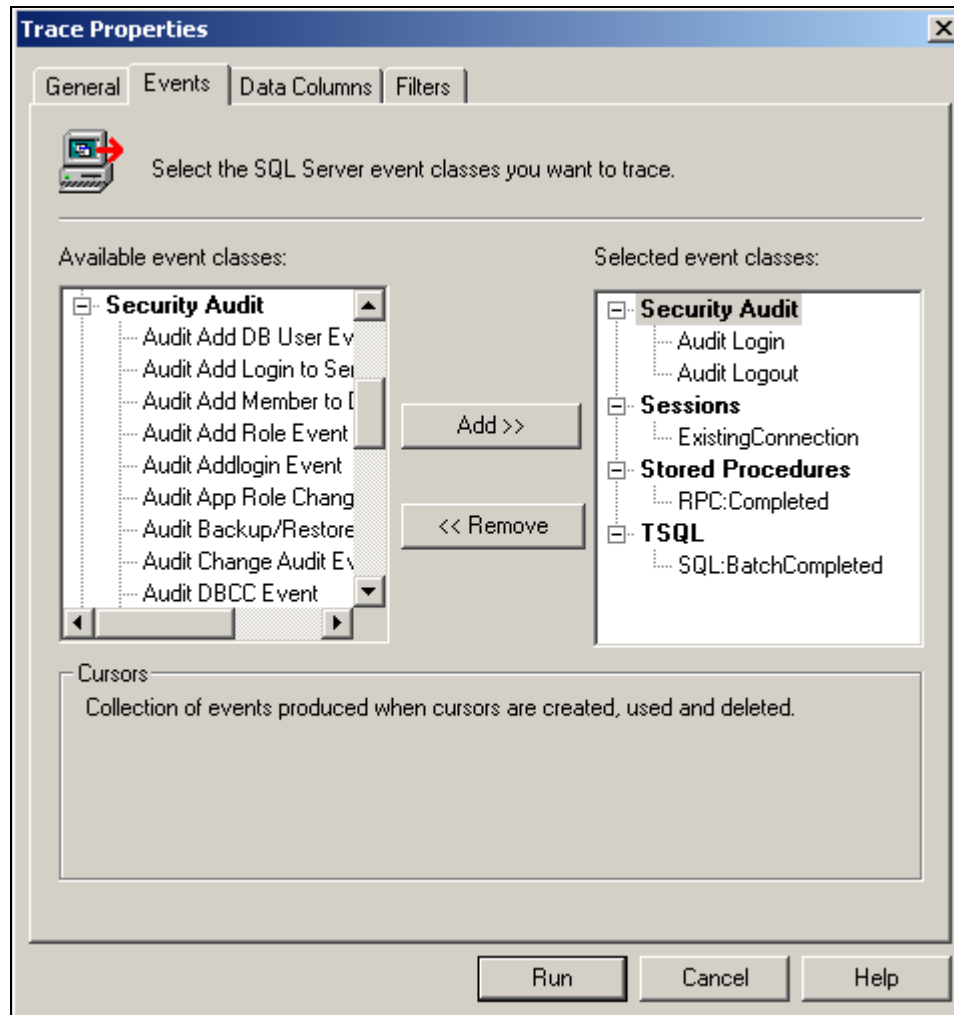 Trace Properties
General Events Data Columns Filters
Select the SQL Server event classes you want to trace.
Available event classes:
Security Audit
Audit Add DB User Ev
Audit Add Login to Ser
Audit Add Member to D
Audit Add Role Event
Audit Addlogin Event
Audit App Role Chang
Audit Backup/Restore
Audit Change Audit Ev
Audit DBCC Event
Add >>
<< Remove
Selected event classes:
Security Audit
Audit Login
Audit Logout
Sessions
ExistingConnection
Stored Procedures
RPC:Completed
TSQL
SQL:BatchCompleted
Cursors
Collection of events produced when cursors are created, used and deleted.
Run Cancel Help